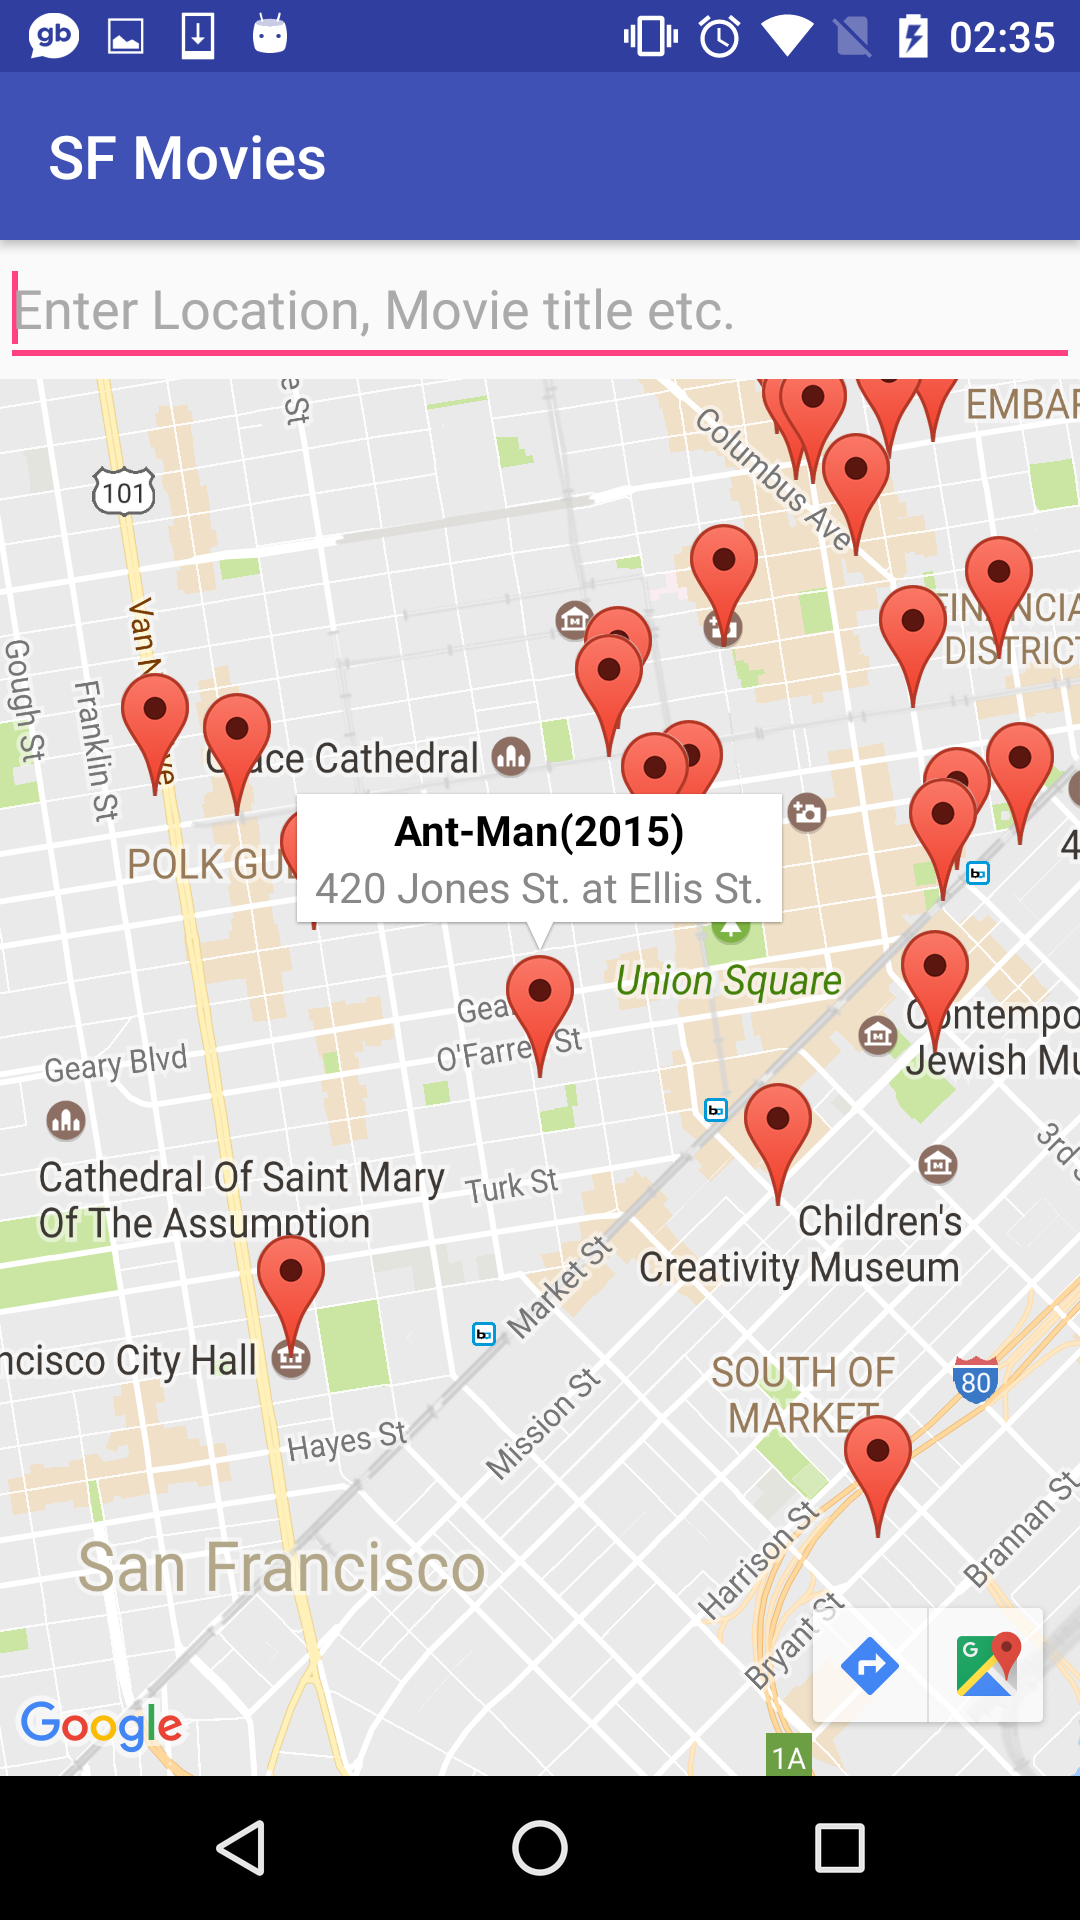 gb
02:35
SF Movies
Enter Location, Movie title etc.
e St
EMBAR
Columbus Ave
101
FINANCIAL
DISTRICT
Van N
ve
Gough St
Franklin St
Grace Cathedral
POLK GU
4
Ant-Man(2015)
420 Jones St. at Ellis St.
Union Square
Gea
O'Farrell St
Contempo
Jewish Mu
Geary Blvd
3rd S
Cathedral Of Saint Mary
Of The Assumption
Turk St
Children's
Creativity Museum
Market St
ncisco City Hall
SOUTH OF
MARKET
80
Mission St
Hayes St
Harrison St
Brannan St
San Francisco
Bryant St
G
Google
1A